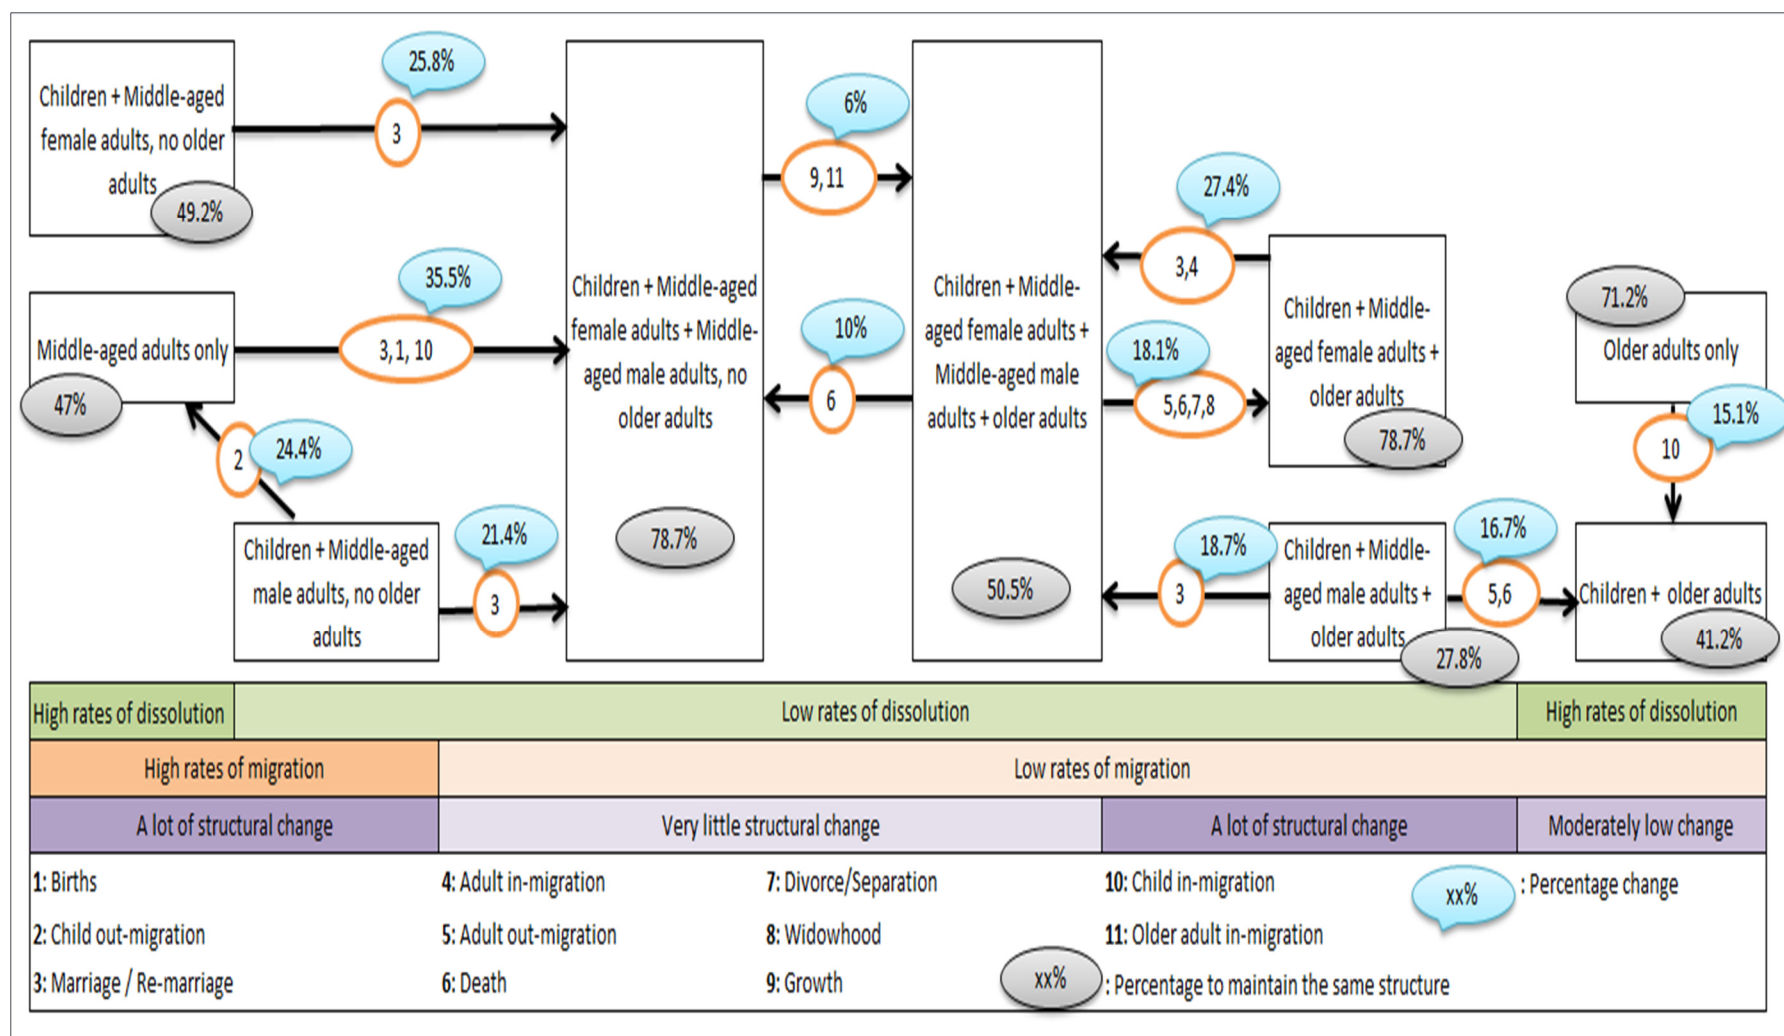 Children + Middle-aged
female adults, no older
adults
49.2%
25.8%
3
Middle-aged adults only
47%
35.5%
3, 1, 10
2
24.4%
Children + Middle-aged
male adults, no older
adults
21.4%
3
Children + Middle-aged
female adults + Middle-
aged male adults, no
older adults
78.7%
6%
9, 11
10%
6
Children + Middle-
aged female adults +
Middle-aged male
adults + older adults
50.5%
27.4%
3,4
18.1%
5,6,7,8
Children + Middle-
aged female adults +
older adults
78.7%
18.7%
3
Children + Middle-
aged male adults +
older adults
27.8%
16.7%
5,6
71.2%
Older adults only
15.1%
10
Children + older adults
41.2%
High rates of dissolution
Low rates of dissolution
High rates of dissolution
High rates of migration
Low rates of migration
A lot of structural change
Very little structural change
A lot of structural change
Moderately low change
1: Births
2: Child out-migration
3: Marriage / Re-marriage
4: Adult in-migration
5: Adult out-migration
6: Death
7: Divorce/Separation
8: Widowhood
9: Growth
10: Child in-migration
11: Older adult in-migration
xx%
: Percentage change
xx%
: Percentage to maintain the same structure